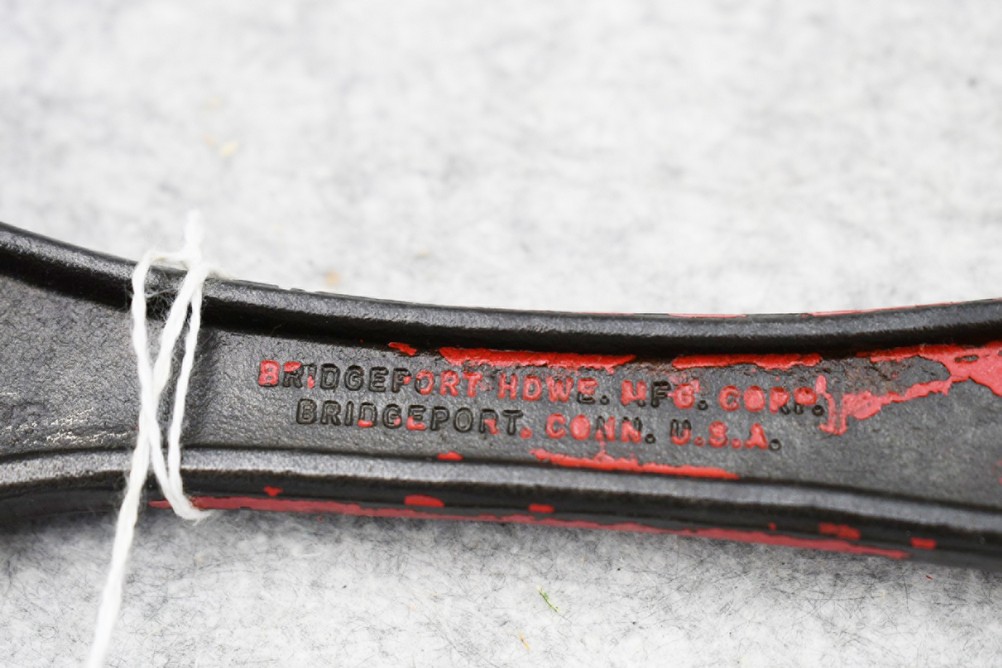 BRIDGEPORT HDWE. MFG. CORP.
BRIDGEPORT. CONN. U.S.A.